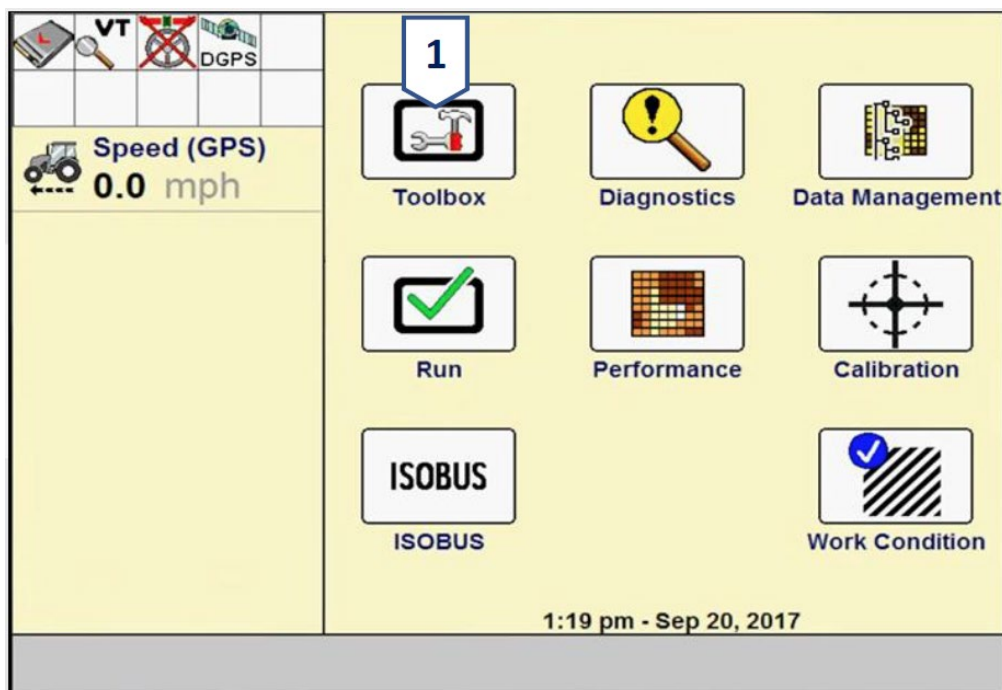 VT
DGPS
1
Speed (GPS)
0.0 mph
Toolbox
Diagnostics
Data Management
Run
Performance
Calibration
ISOBUS
ISOBUS
Work Condition
1:19 pm - Sep 20, 2017